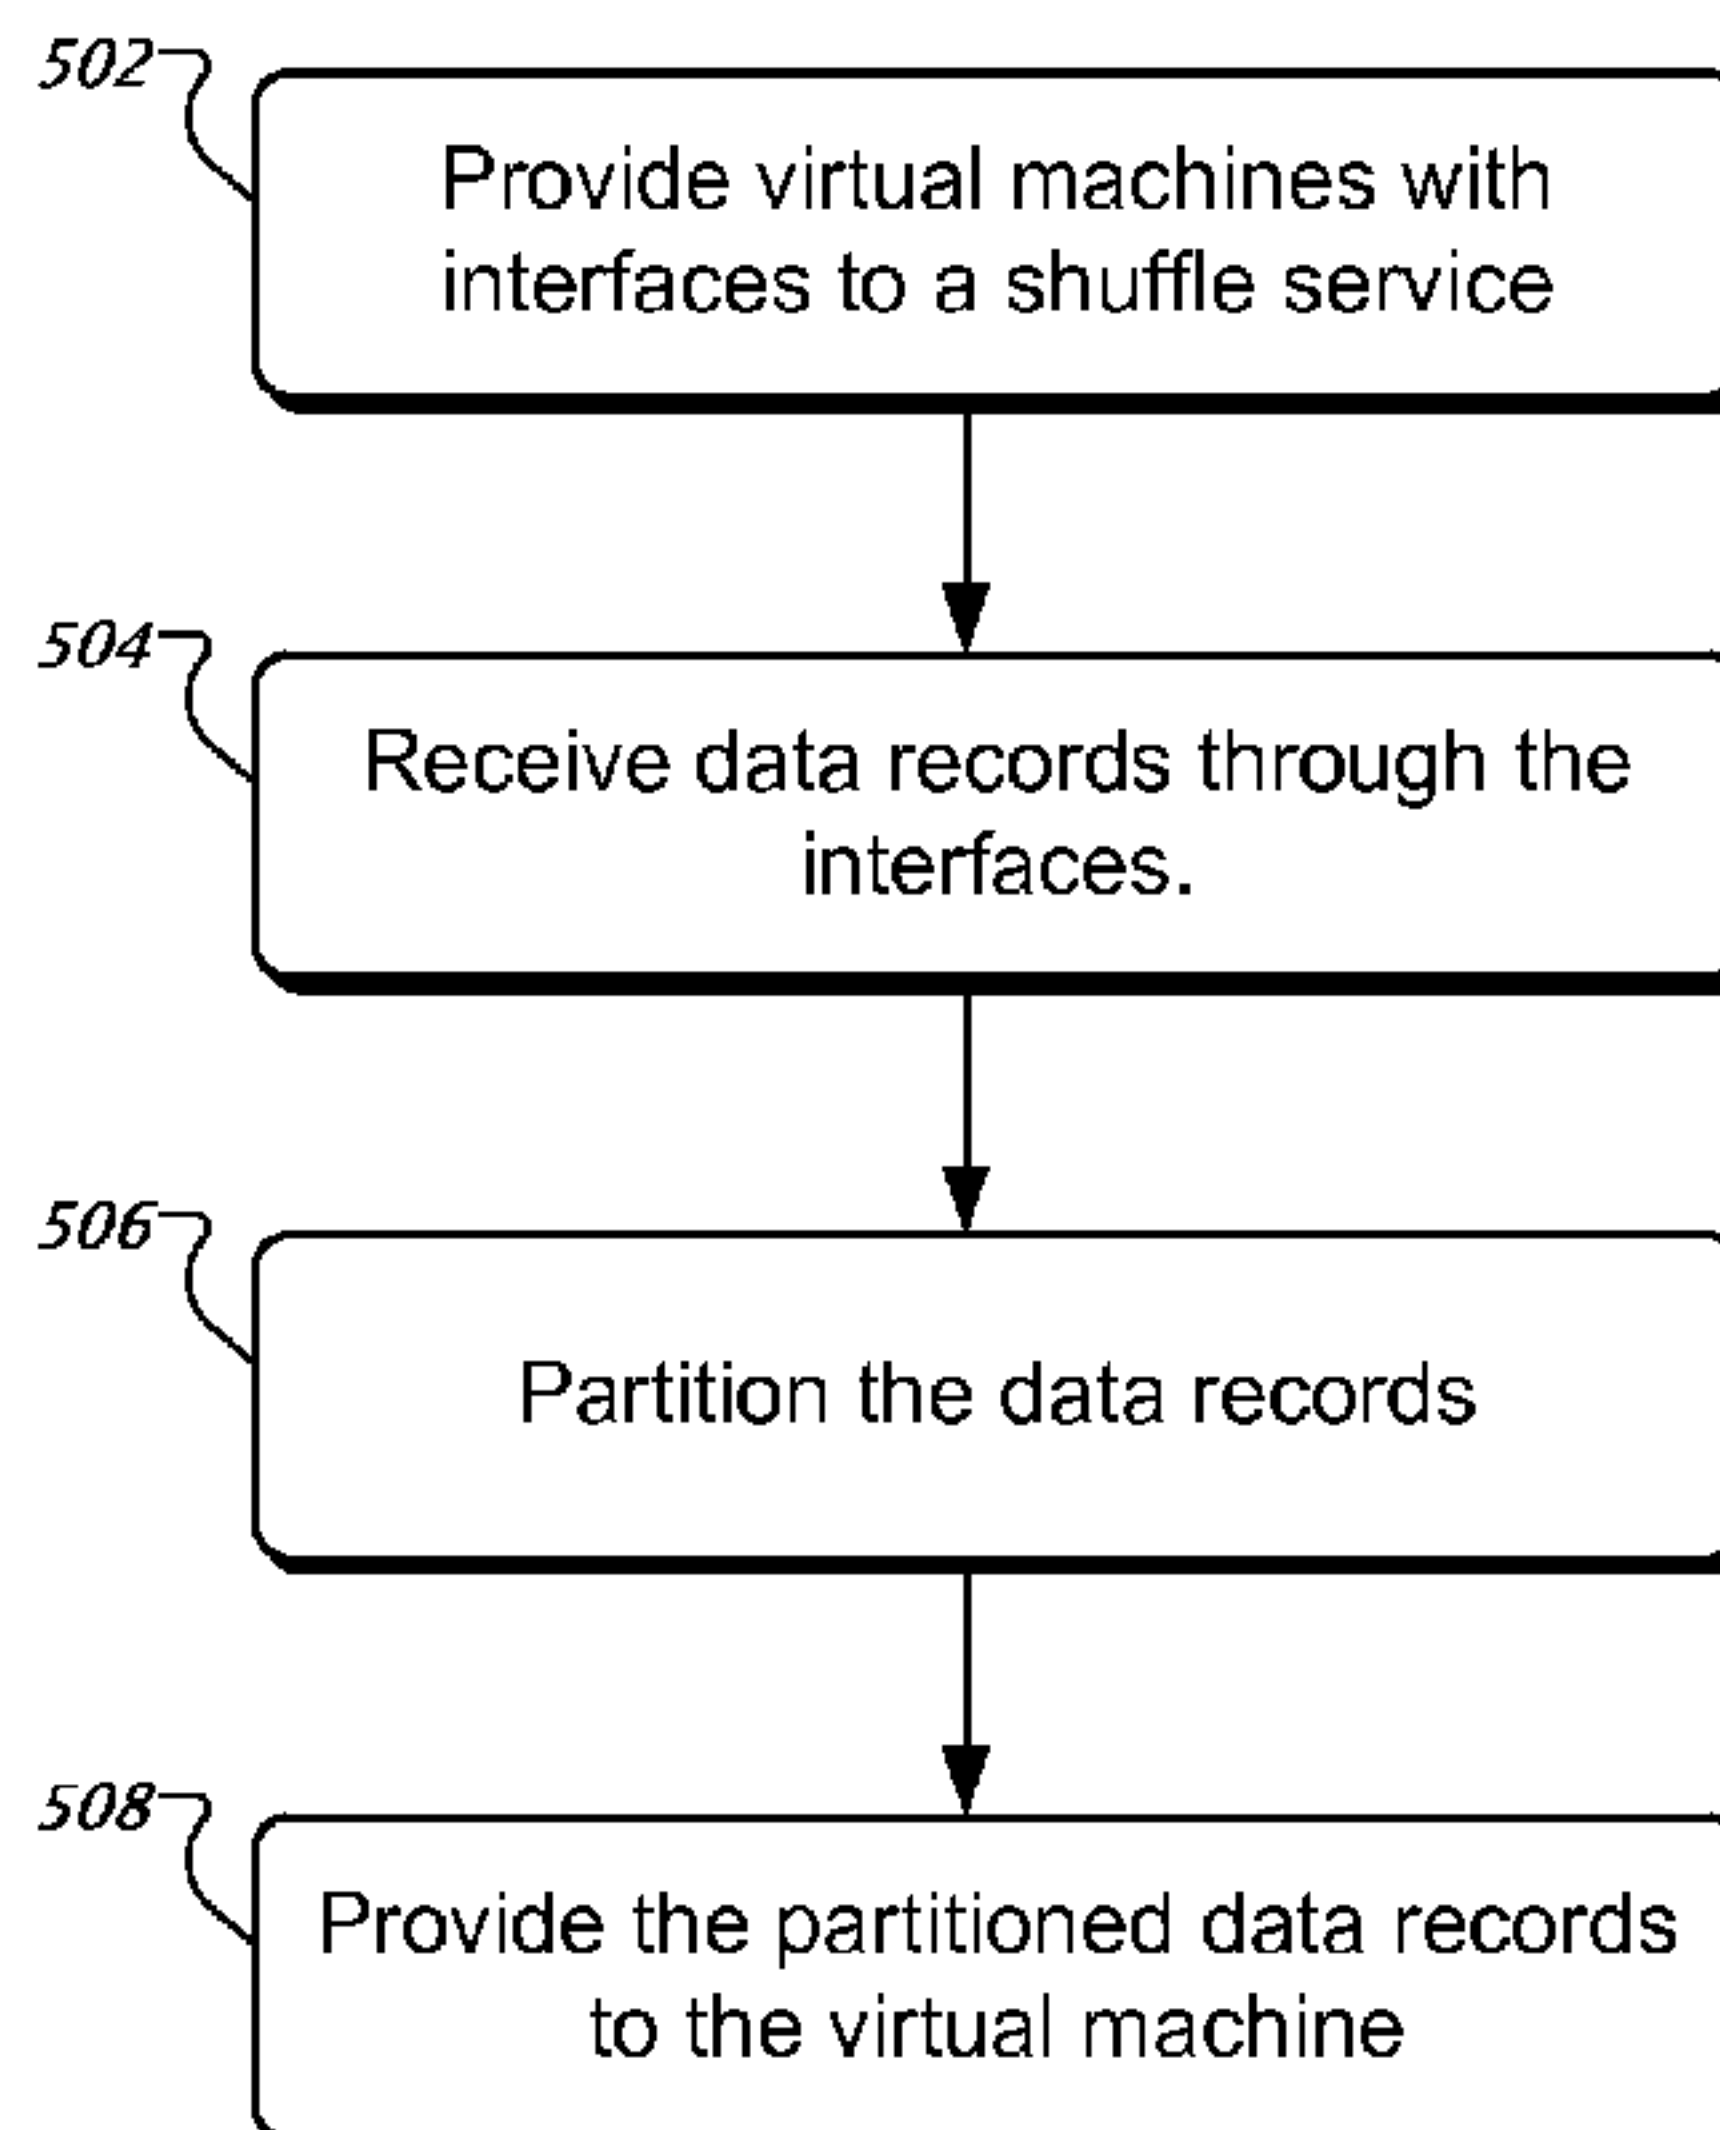 502
Provide virtual machines with
interfaces to a shuffle service
504
Receive data records through the
interfaces.
506
Partition the data records
508
Provide the partitioned data records
to the virtual machine